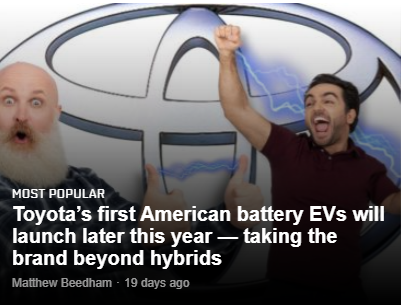 MOST POPULAR
Toyota's first American battery EVs will
launch later this year — taking the
brand beyond hybrids
Matthew Beedham · 19 days ago